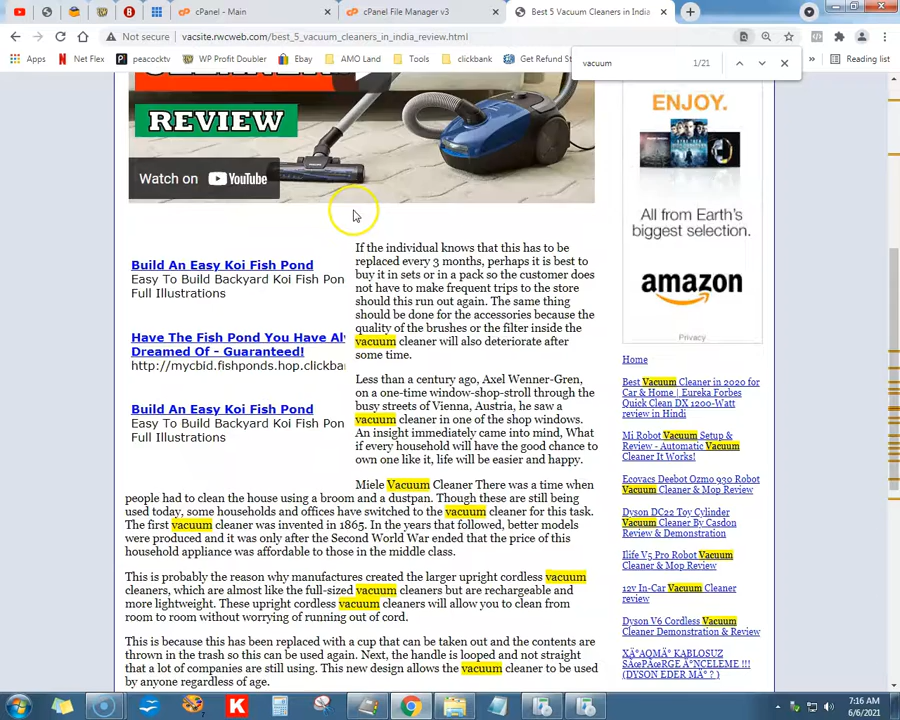 cPanel - Main
cPanel File Manager v3
Best 5 Vacuum Cleaners in India
Not secure
vacsite.rwcweb.com/best_5_vacuum_cleaners_in_india_review.html
Apps
Net Flex
peacocktv
WP Profit Doubler
Ebay
AMO Land
Tools
clickbank
Get Refund St
Reading list
vacuum
1/21
REVIEW
Watch on YouTube
Build An Easy Koi Fish Pond
Easy To Build Backyard Koi Fish Pon
Full Illustrations
Have The Fish Pond You Have Al
Dreamed Of - Guaranteed!
http://mycbid.fishponds.hop.clickba
Build An Easy Koi Fish Pond
Easy To Build Backyard Koi Fish Pon
Full Illustrations
If the individual knows that this has to be
replaced every 3 months, perhaps it is best to
buy it in sets or in a pack so the customer does
not have to make frequent trips to the store
should this run out again. The same thing
should be done for the accessories because the
quality of the brushes or the filter inside the
vacuum cleaner will also deteriorate after
some time.
Less than a century ago, Axel Wenner-Gren,
on a one-time window-shop-stroll through the
busy streets of Vienna, Austria, he saw a
vacuum cleaner in one of the shop windows.
An insight immediately came into mind, What
if every household will have the good chance to
own one like it, life will be easier and happy.
Miele Vacuum Cleaner There was a time when
people had to clean the house using a broom and a dustpan. Though these are still being
used today, some households and offices have switched to the vacuum cleaner for this task.
The first vacuum cleaner was invented in 1865. In the years that followed, better models
were produced and it was only after the Second World War ended that the price of this
household appliance was affordable to those in the middle class.
This is probably the reason why manufactures created the larger upright cordless vacuum
cleaners, which are almost like the full-sized vacuum cleaners but are rechargeable and
more lightweight. These upright cordless vacuum cleaners will allow you to clean from
room to room without worrying of running out of cord.
This is because this has been replaced with a cup that can be taken out and the contents are
thrown in the trash so this can be used again. Next, the handle is looped and not straight
that a lot of companies are still using. This new design allows the vacuum cleaner to be used
by anyone regardless of age.
ENJOY.
All from Earth's
biggest selection.
amazon
Privacy
Home
Best Vacuum Cleaner in 2020 for
Car & Home | Eureka Forbes
Quick Clean DX 1200-Watt
review in Hindi
Mi Robot Vacuum Setup &
Review - Automatic Vacuum
Cleaner It Works!
Ecovacs Deebot Ozmo 930 Robot
Vacuum Cleaner & Mop Review
Dyson DC22 Toy Cylinder
Vacuum Cleaner By Casdon
Review & Demonstration
Ilife V5 Pro Robot Vacuum
Cleaner & Mop Review
12v In-Car Vacuum Cleaner
review
Dyson V6 Cordless Vacuum
Cleaner Demonstration & Review
(DYSON EDER MÄ° ? )
7:16 AM
6/6/2021